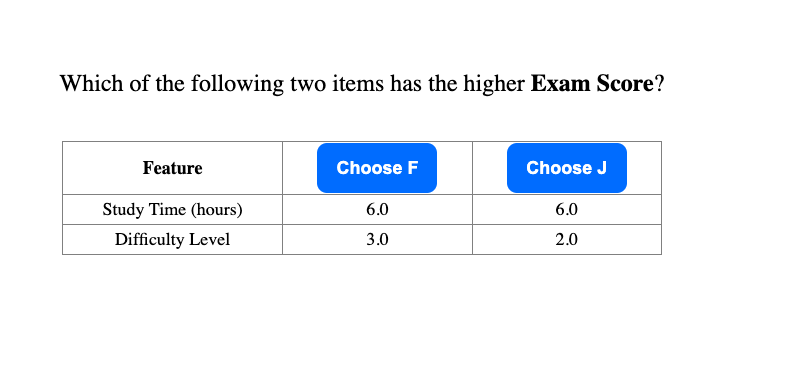 Which of the following two items has the higher Exam Score?
Feature Choose F Choose J
Study Time (hours) 6.0 6.0
Difficulty Level 3.0 2.0